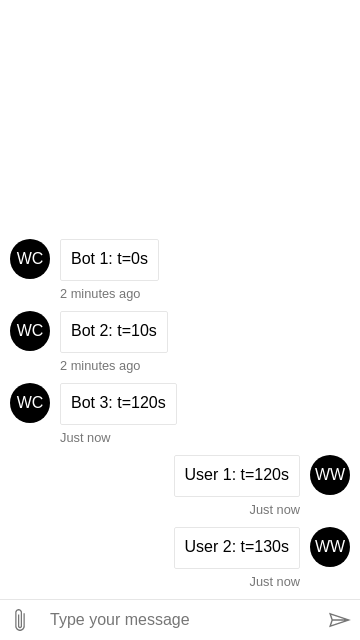 WC
Bot 1: t=0s
2 minutes ago
WC
Bot 2: t=10s
2 minutes ago
WC
Bot 3: t=120s
Just now
User 1: t=120s
WW
Just now
User 2: t=130s
WW
Just now
Type your message